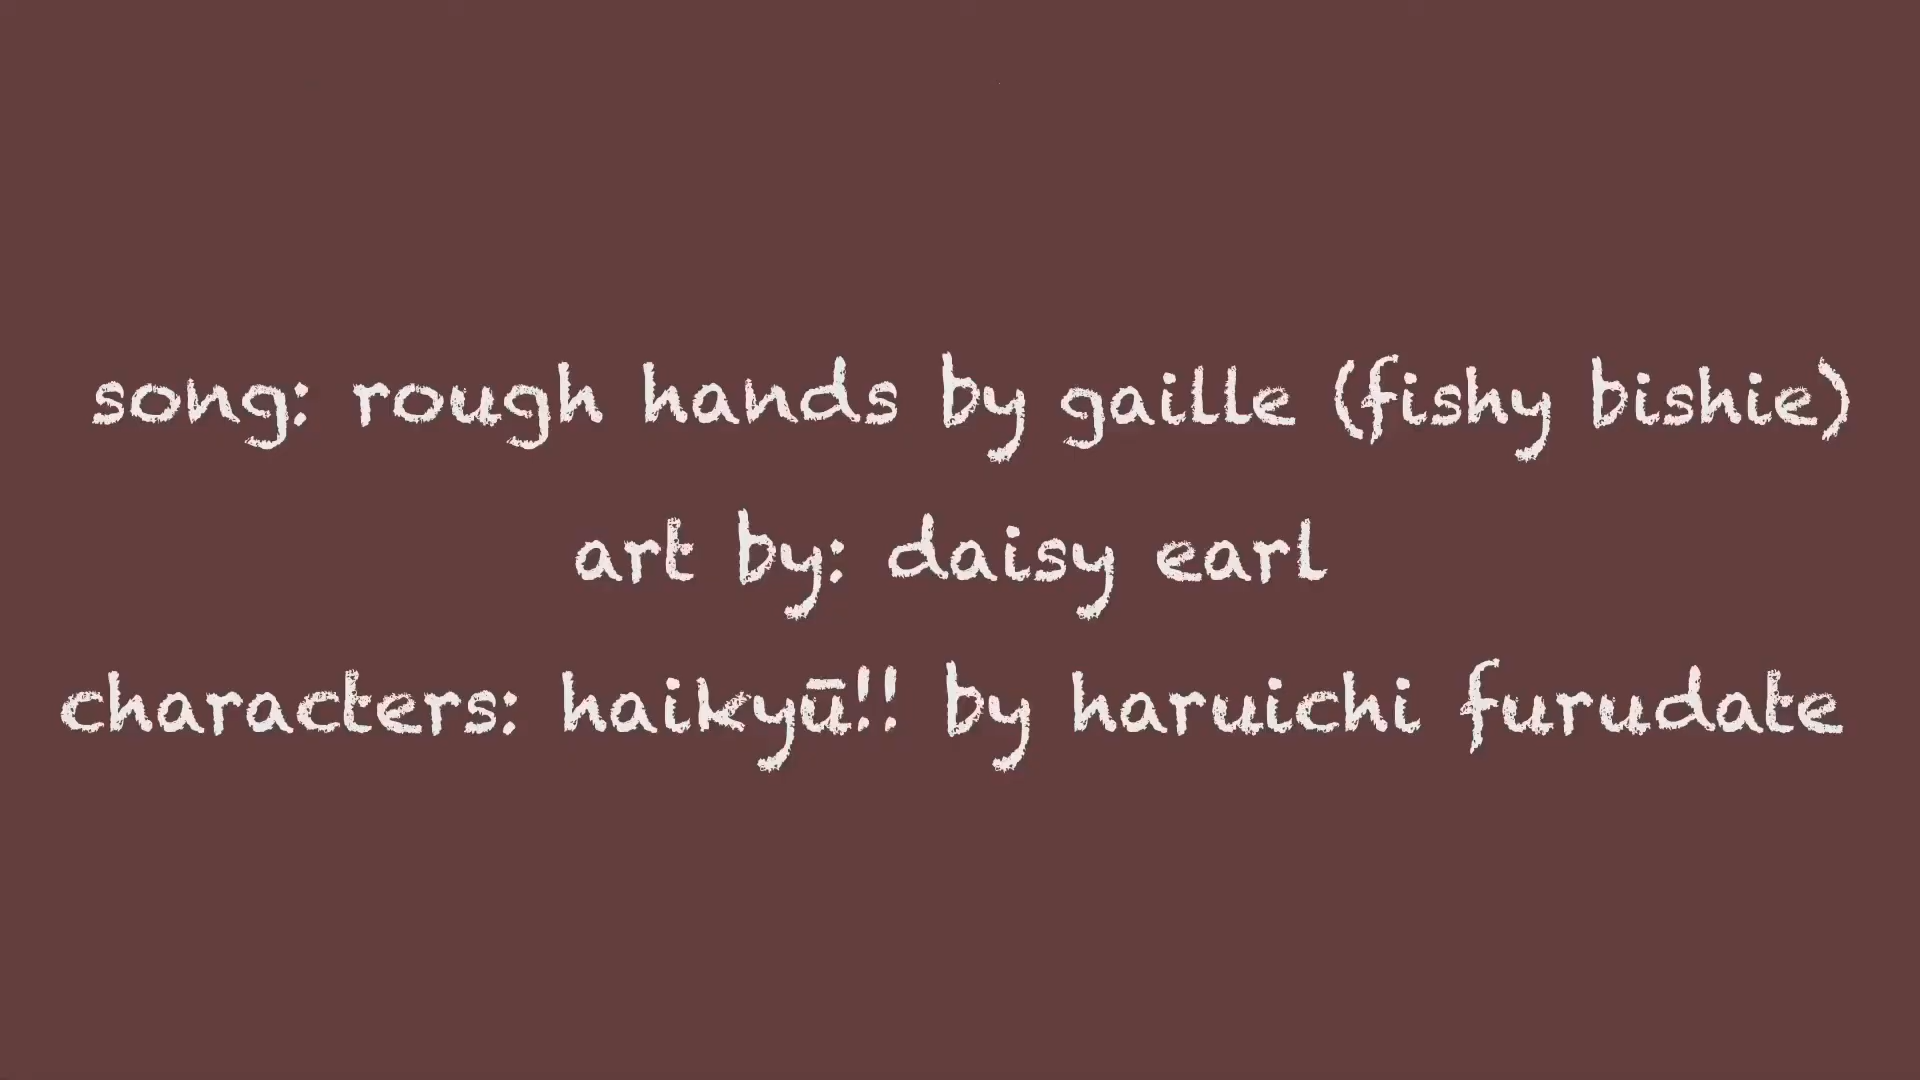 song: rough hands by gaille (fishy bishie)
art by: daisy earl
characters: haikyū!! by haruichi furudate